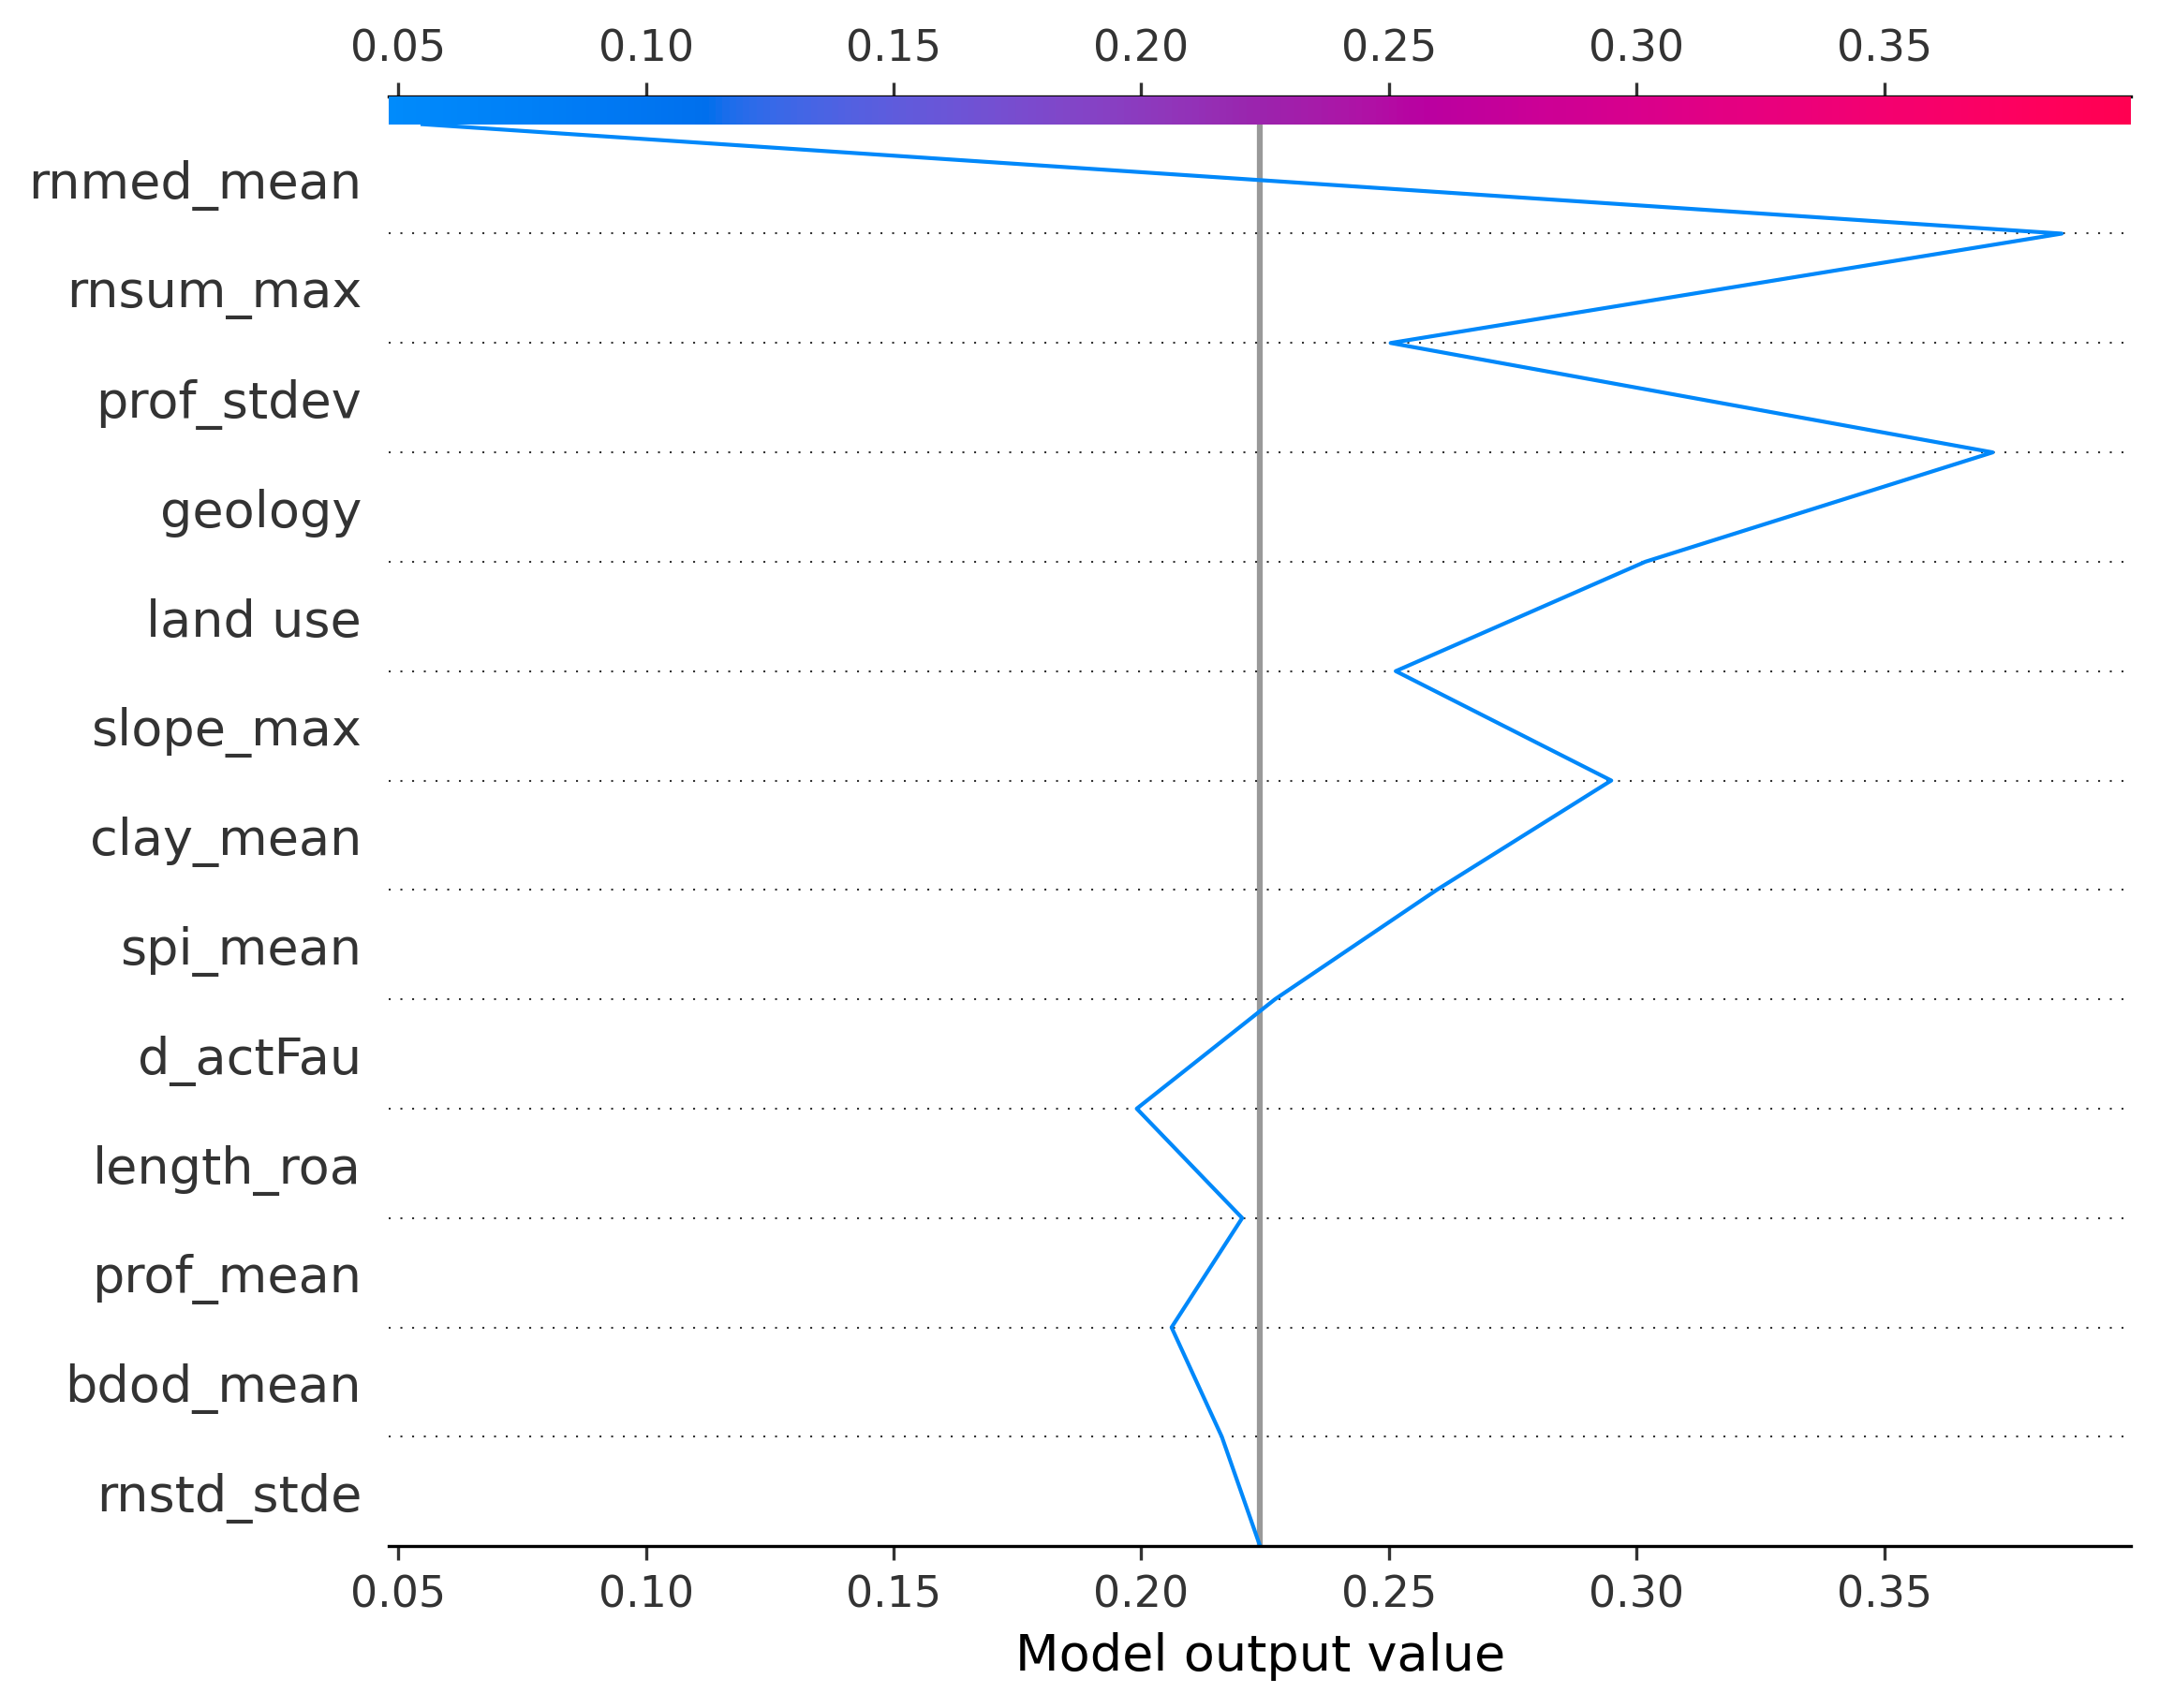 0.05 0.10 0.15 0.20 0.25 0.30 0.35
rnmed_mean
rnsum_max
prof_stdev
geology
land use
slope_max
clay_mean
spi_mean
d_actFau
length_roa
prof_mean
bdod_mean
rnstd_stde
0.05 0.10 0.15 0.20 0.25 0.30 0.35
Model output value